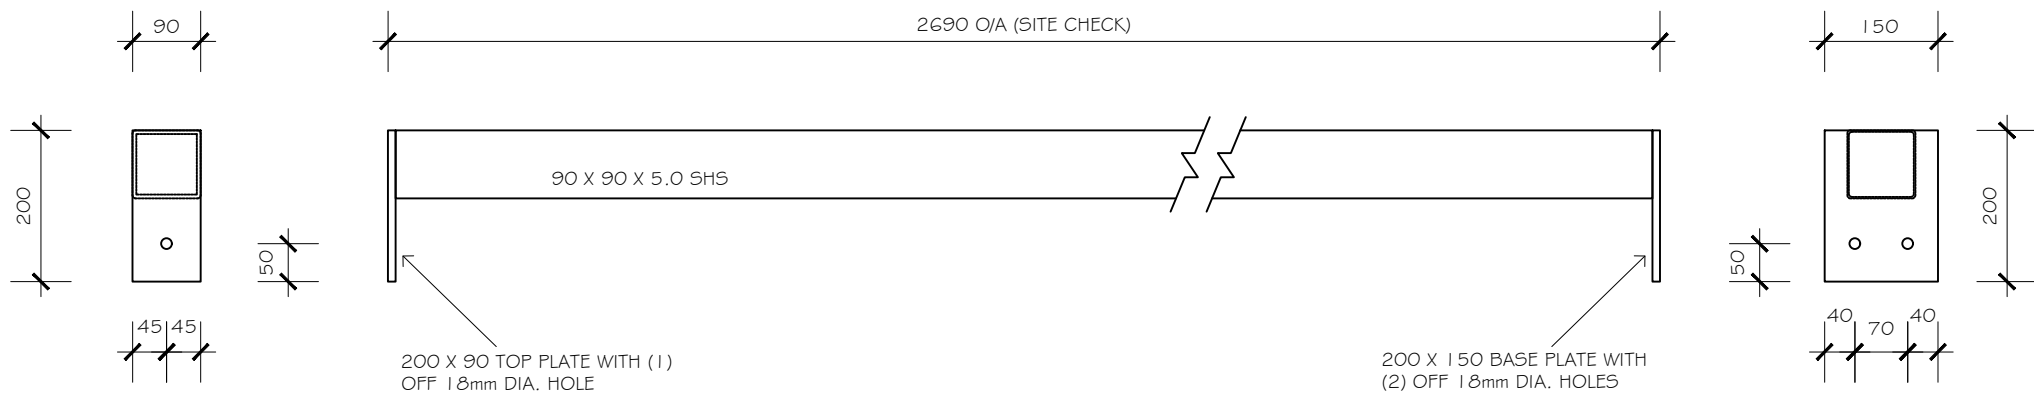 90
2690 O/A (SITE CHECK)
150
90 X 90 X 5.0 SHS
200
50
50
200
45
45
40
70
40
200 X 90 TOP PLATE WITH (1)
OFF 18mm DIA. HOLE
200 X 150 BASE PLATE WITH
(2) OFF 18mm DIA. HOLES